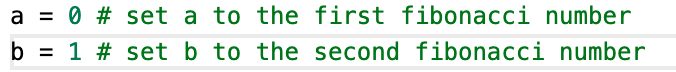 a = 0 # set a to the first fibonacci number
b = 1 # set b to the second fibonacci number